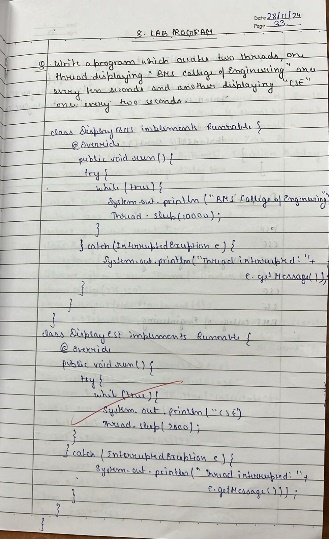 Date 28/11/24
Page 33
8. LAB PROGRAM
Q Write a program which creates two threads, one
thread displaying "BMS College of Engineering" once
every ten seconds and another displaying "CSE"
once every two seconds.
class DisplayBMS implements Runnable {
@Override
public void run() {
try {
while (true) {
System.out.println ("BMS College of Engineering"
Thread.sleep(10000);
}
} catch (InterruptedException e) {
System.out.println("Thread interrupted: "+
e.getMessage());
}
}
}
class DisplayCSE implements Runnable {
@Override
public void run() {
try {
while (true) {
System.out.println("CSE")
Thread.sleep(2000);
}
} catch (InterruptedException e) {
System.out.println("Thread interrupted: "+
e.getMessage());
}
}
}